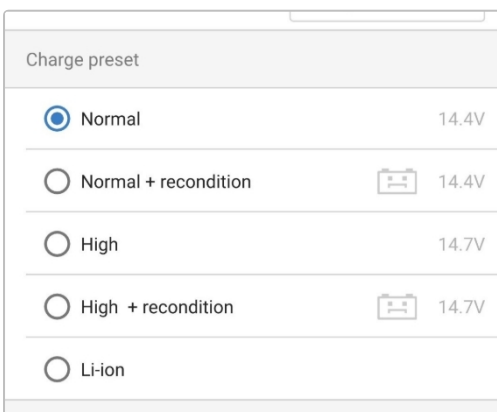 Charge preset
Normal 14.4V
Normal + recondition 14.4V
High 14.7V
High + recondition 14.7V
Li-ion